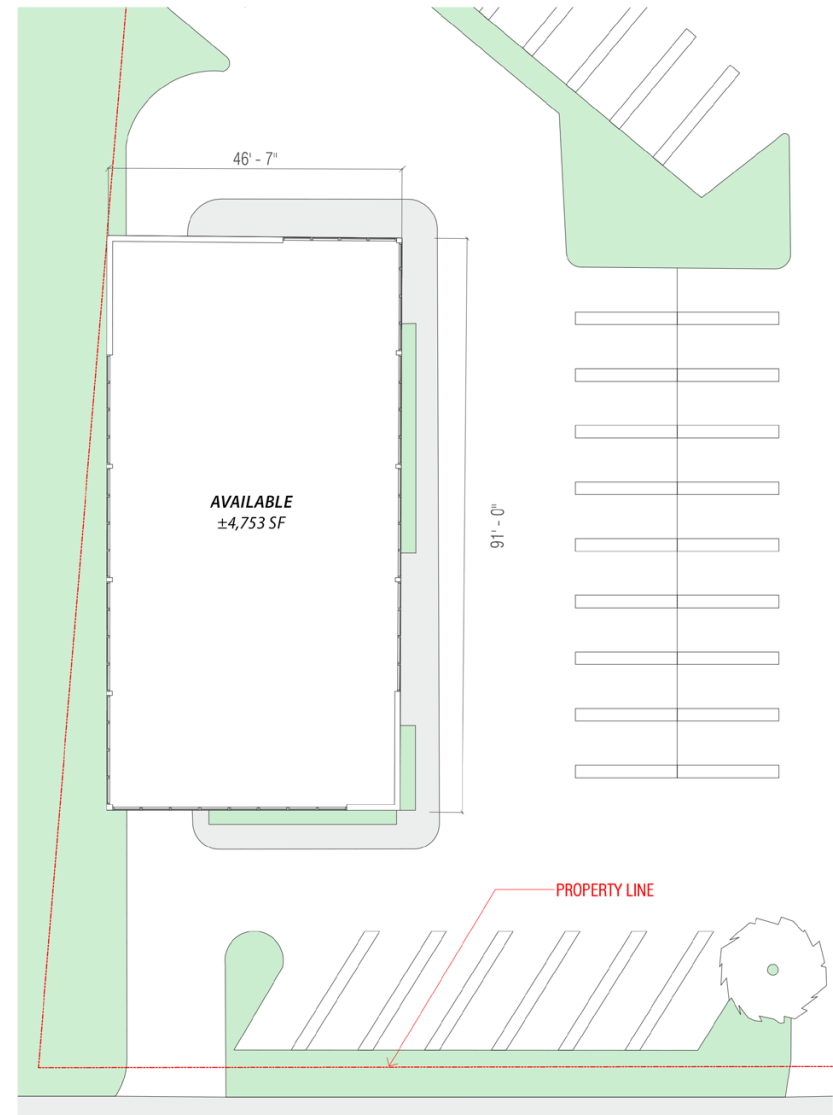 46' - 7"
AVAILABLE
±4,753 SF
91' - 0"
PROPERTY LINE